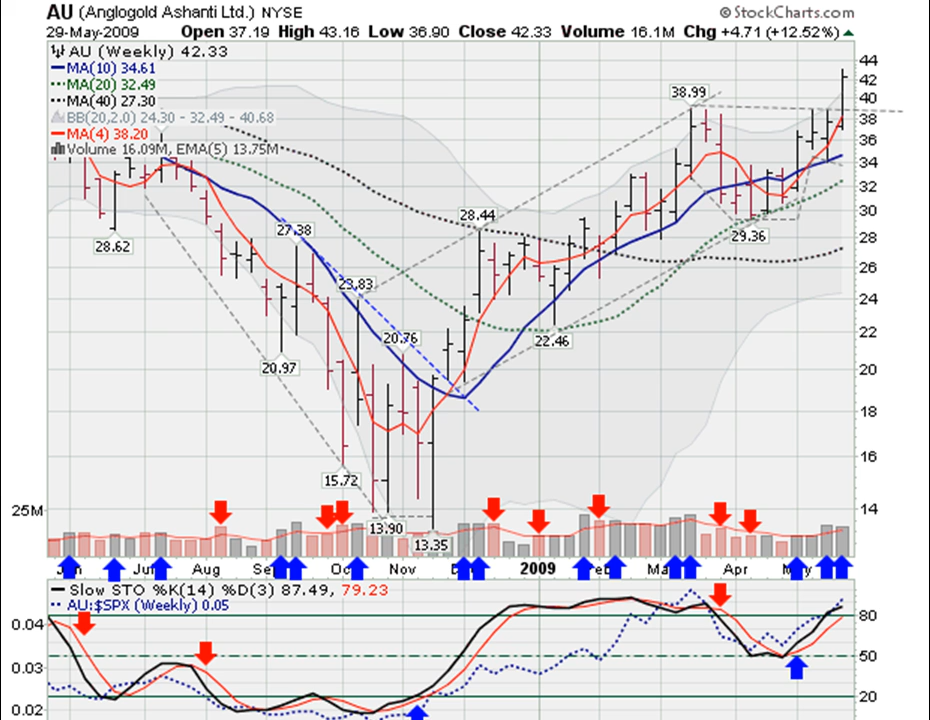 AU (Anglogold Ashanti Ltd.) NYSE © StockCharts.com
29-May-2009 Open 37.19 High 43.16 Low 36.90 Close 42.33 Volume 16.1M Chg +4.71 (+12.52%)
AU (Weekly) 42.33
MA(10) 34.61
MA(20) 32.49
MA(40) 27.30
BB(20,2.0) 24.30 - 32.49 - 40.68
MA(4) 38.20
Volume 16.09M, EMA(5) 13.75M
44
42
40
38
36
34
32
30
28
26
24
22
20
18
16
14
38.99
28.62
27.38
28.44
29.36
23.83
20.76
22.46
20.97
15.72
13.90
13.35
25M
Aug Nov 2009 Apr
Slow STO %K(14) %D(3) 87.49, 79.23
AU:$SPX (Weekly) 0.05
0.04
0.03
0.02
80
50
20